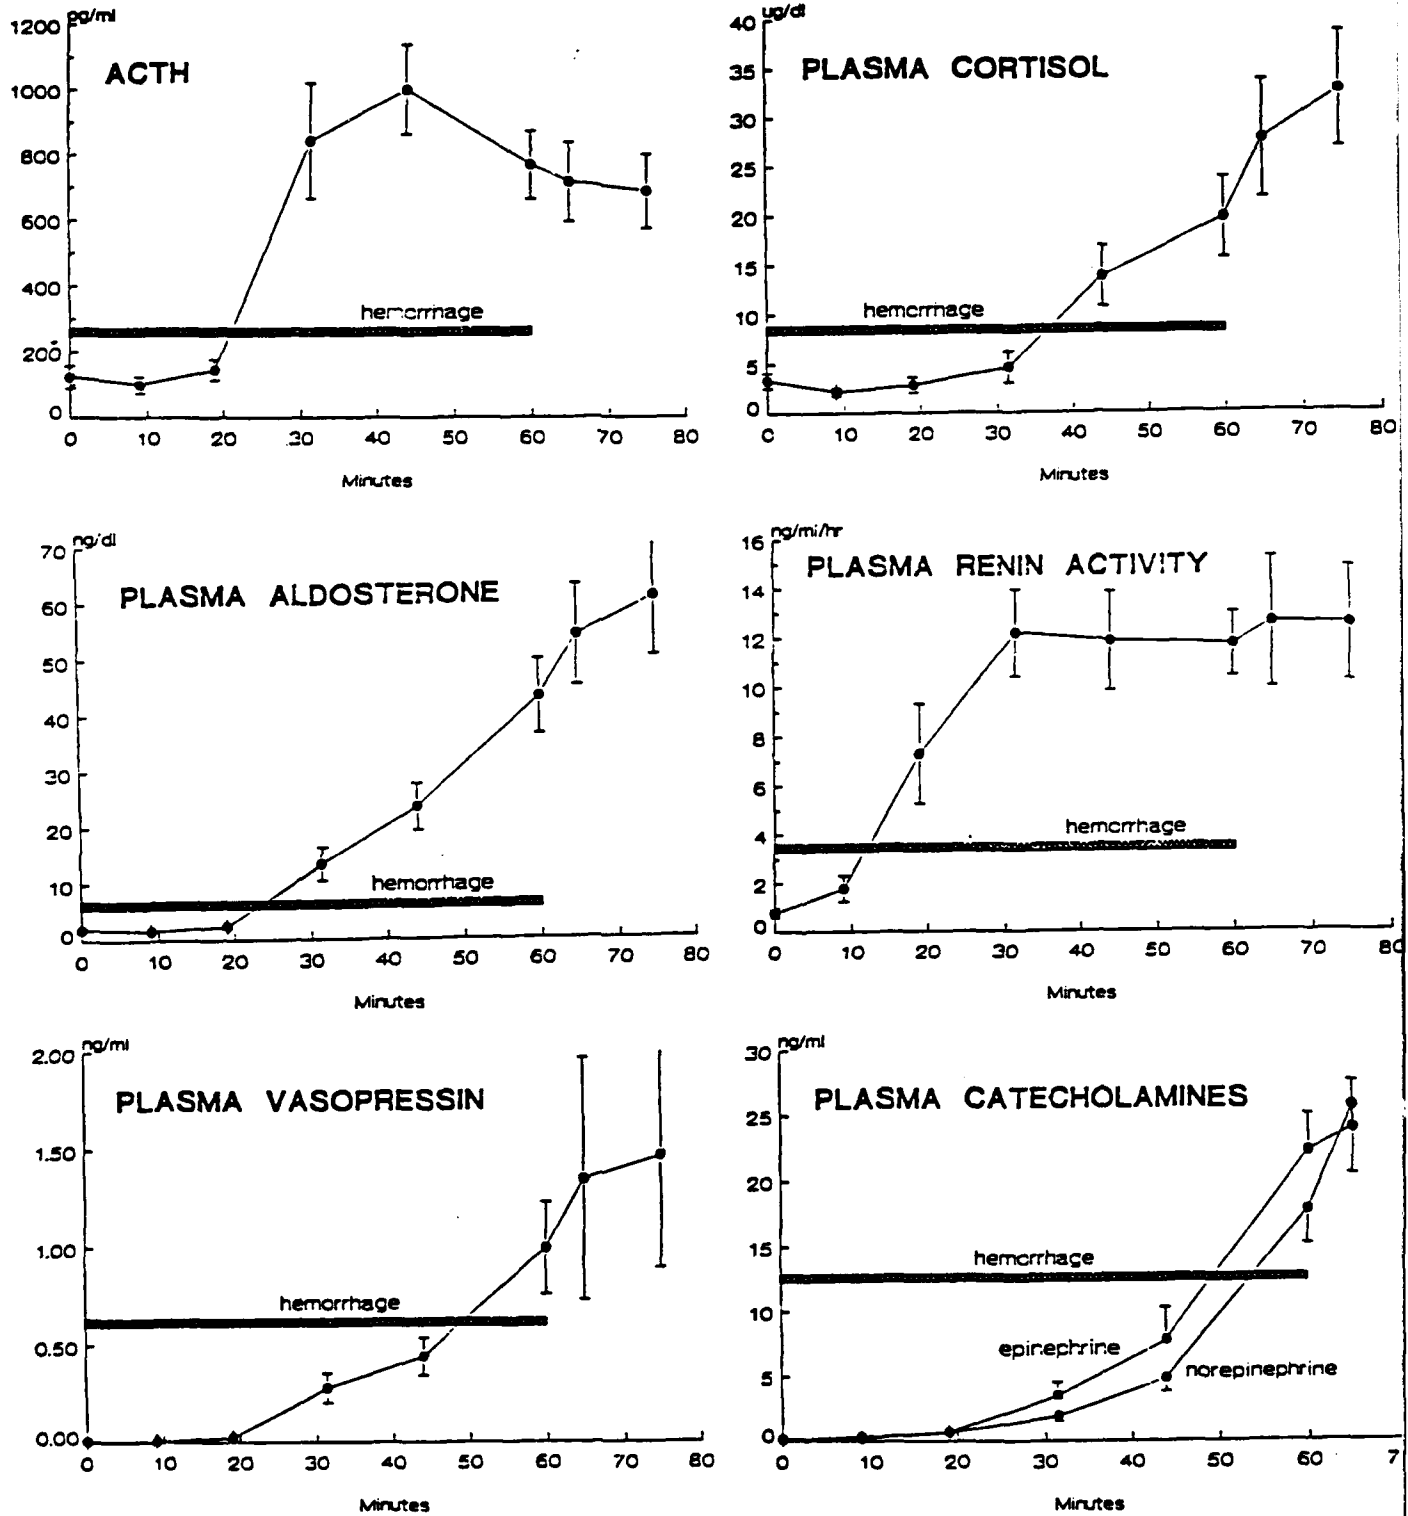 pg/ml
1200
ACTH
1000
800
600
400
hemorrhage
200
0
0 10 20 30 40 50 60 70 80
Minutes
ug/dl
40
PLASMA CORTISOL
35
30
25
20
15
10
hemorrhage
5
0
0 10 20 30 40 50 60 70 80
Minutes
ng/dl
70
PLASMA ALDOSTERONE
60
50
40
30
20
10
hemorrhage
0
0 10 20 30 40 50 60 70 80
Minutes
ng/ml/hr
16
PLASMA RENIN ACTIVITY
14
12
10
8
6
hemorrhage
4
2
0
0 10 20 30 40 50 60 70 80
Minutes
ng/ml
2.00
PLASMA VASOPRESSIN
1.50
1.00
hemorrhage
0.50
0.00
0 10 20 30 40 50 60 70 80
Minutes
ng/ml
30
PLASMA CATECHOLAMINES
25
20
15
hemorrhage
10
epinephrine
norepinephrine
5
0
0 10 20 30 40 50 60 7
Minutes